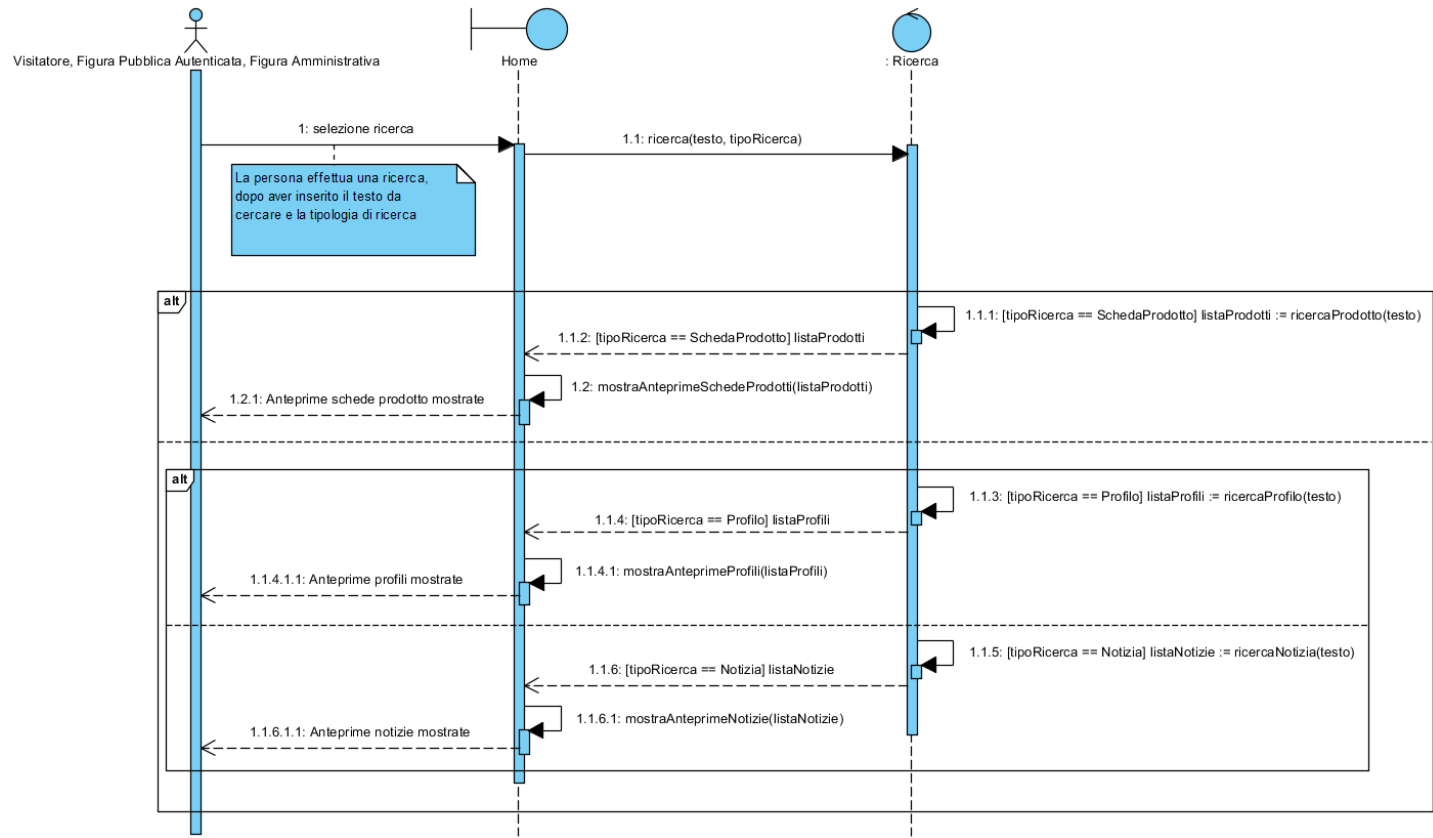 Visitatore, Figura Pubblica Autenticata, Figura Amministrativa
Home
: Ricerca
1: selezione ricerca
1.1: ricerca(testo, tipoRicerca)
La persona effettua una ricerca,
dopo aver inserito il testo da
cercare e la tipologia di ricerca
alt
1.1.1: [tipoRicerca == SchedaProdotto] listaProdotti := ricercaProdotto(testo)
1.1.2: [tipoRicerca == SchedaProdotto] listaProdotti
1.2: mostraAnteprimeSchedeProdotti(listaProdotti)
1.2.1: Anteprime schede prodotto mostrate
alt
1.1.3: [tipoRicerca == Profilo] listaProfili := ricercaProfilo(testo)
1.1.4: [tipoRicerca == Profilo] listaProfili
1.1.4.1: mostraAnteprimeProfili(listaProfili)
1.1.4.1.1: Anteprime profili mostrate
1.1.5: [tipoRicerca == Notizia] listaNotizie := ricercaNotizia(testo)
1.1.6: [tipoRicerca == Notizia] listaNotizie
1.1.6.1: mostraAnteprimeNotizie(listaNotizie)
1.1.6.1.1: Anteprime notizie mostrate